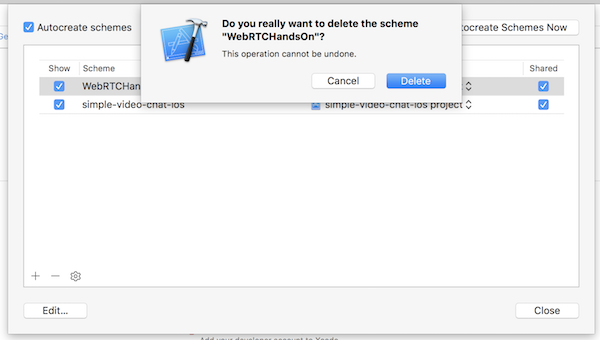 Do you really want to delete the scheme
"WebRTCHandsOn"?
This operation cannot be undone.
Cancel Delete
Autocreate schemes
tocreate Schemes Now
Show Scheme Shared
WebRTCHan
simple-video-chat-ios simple-video-chat-ios project
Edit... Close
Add your developer account to Xcode